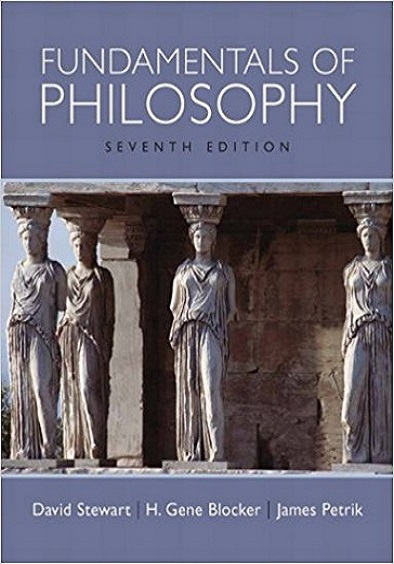 FUNDAMENTALS OF
PHILOSOPHY
SEVENTH EDITION
David Stewart | H. Gene Blocker | James Petrik